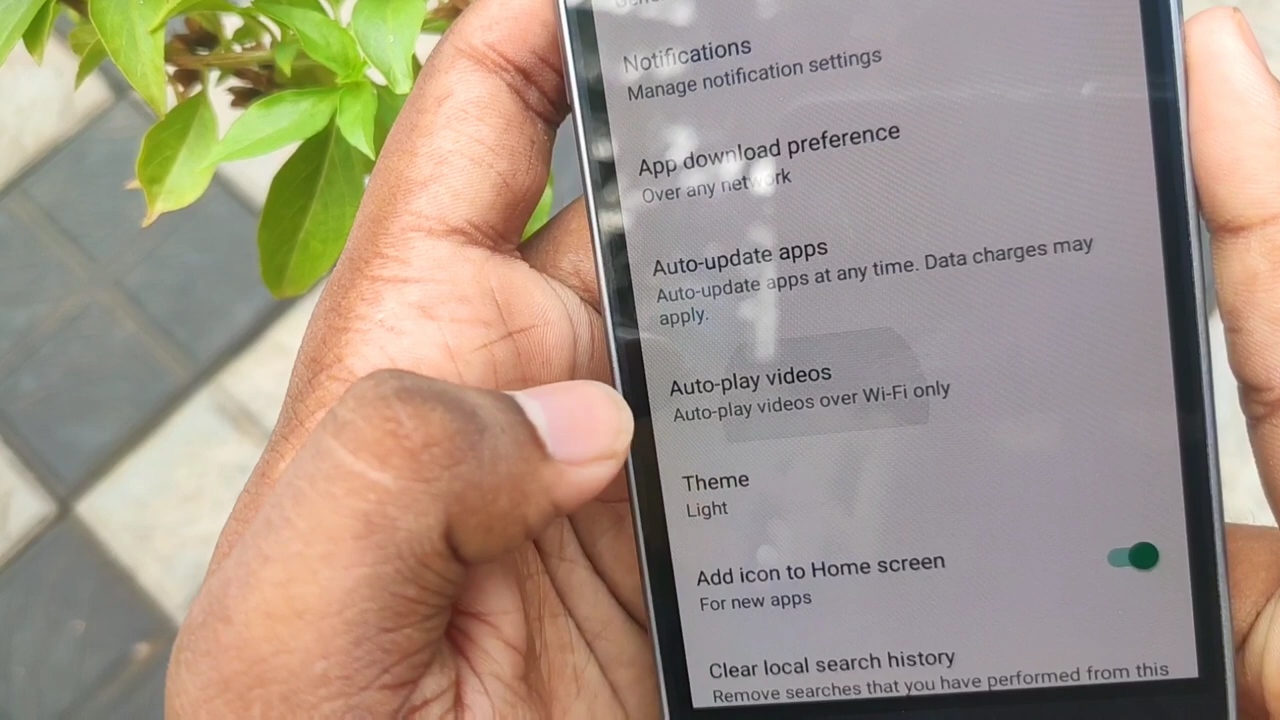 Notifications
Manage notification settings
App download preference
Over any network
Auto-update apps
Auto-update apps at any time. Data charges may
apply.
Auto-play videos
Auto-play videos over Wi-Fi only
Theme
Light
Add icon to Home screen
For new apps
Clear local search history
Remove searches that you have performed from this